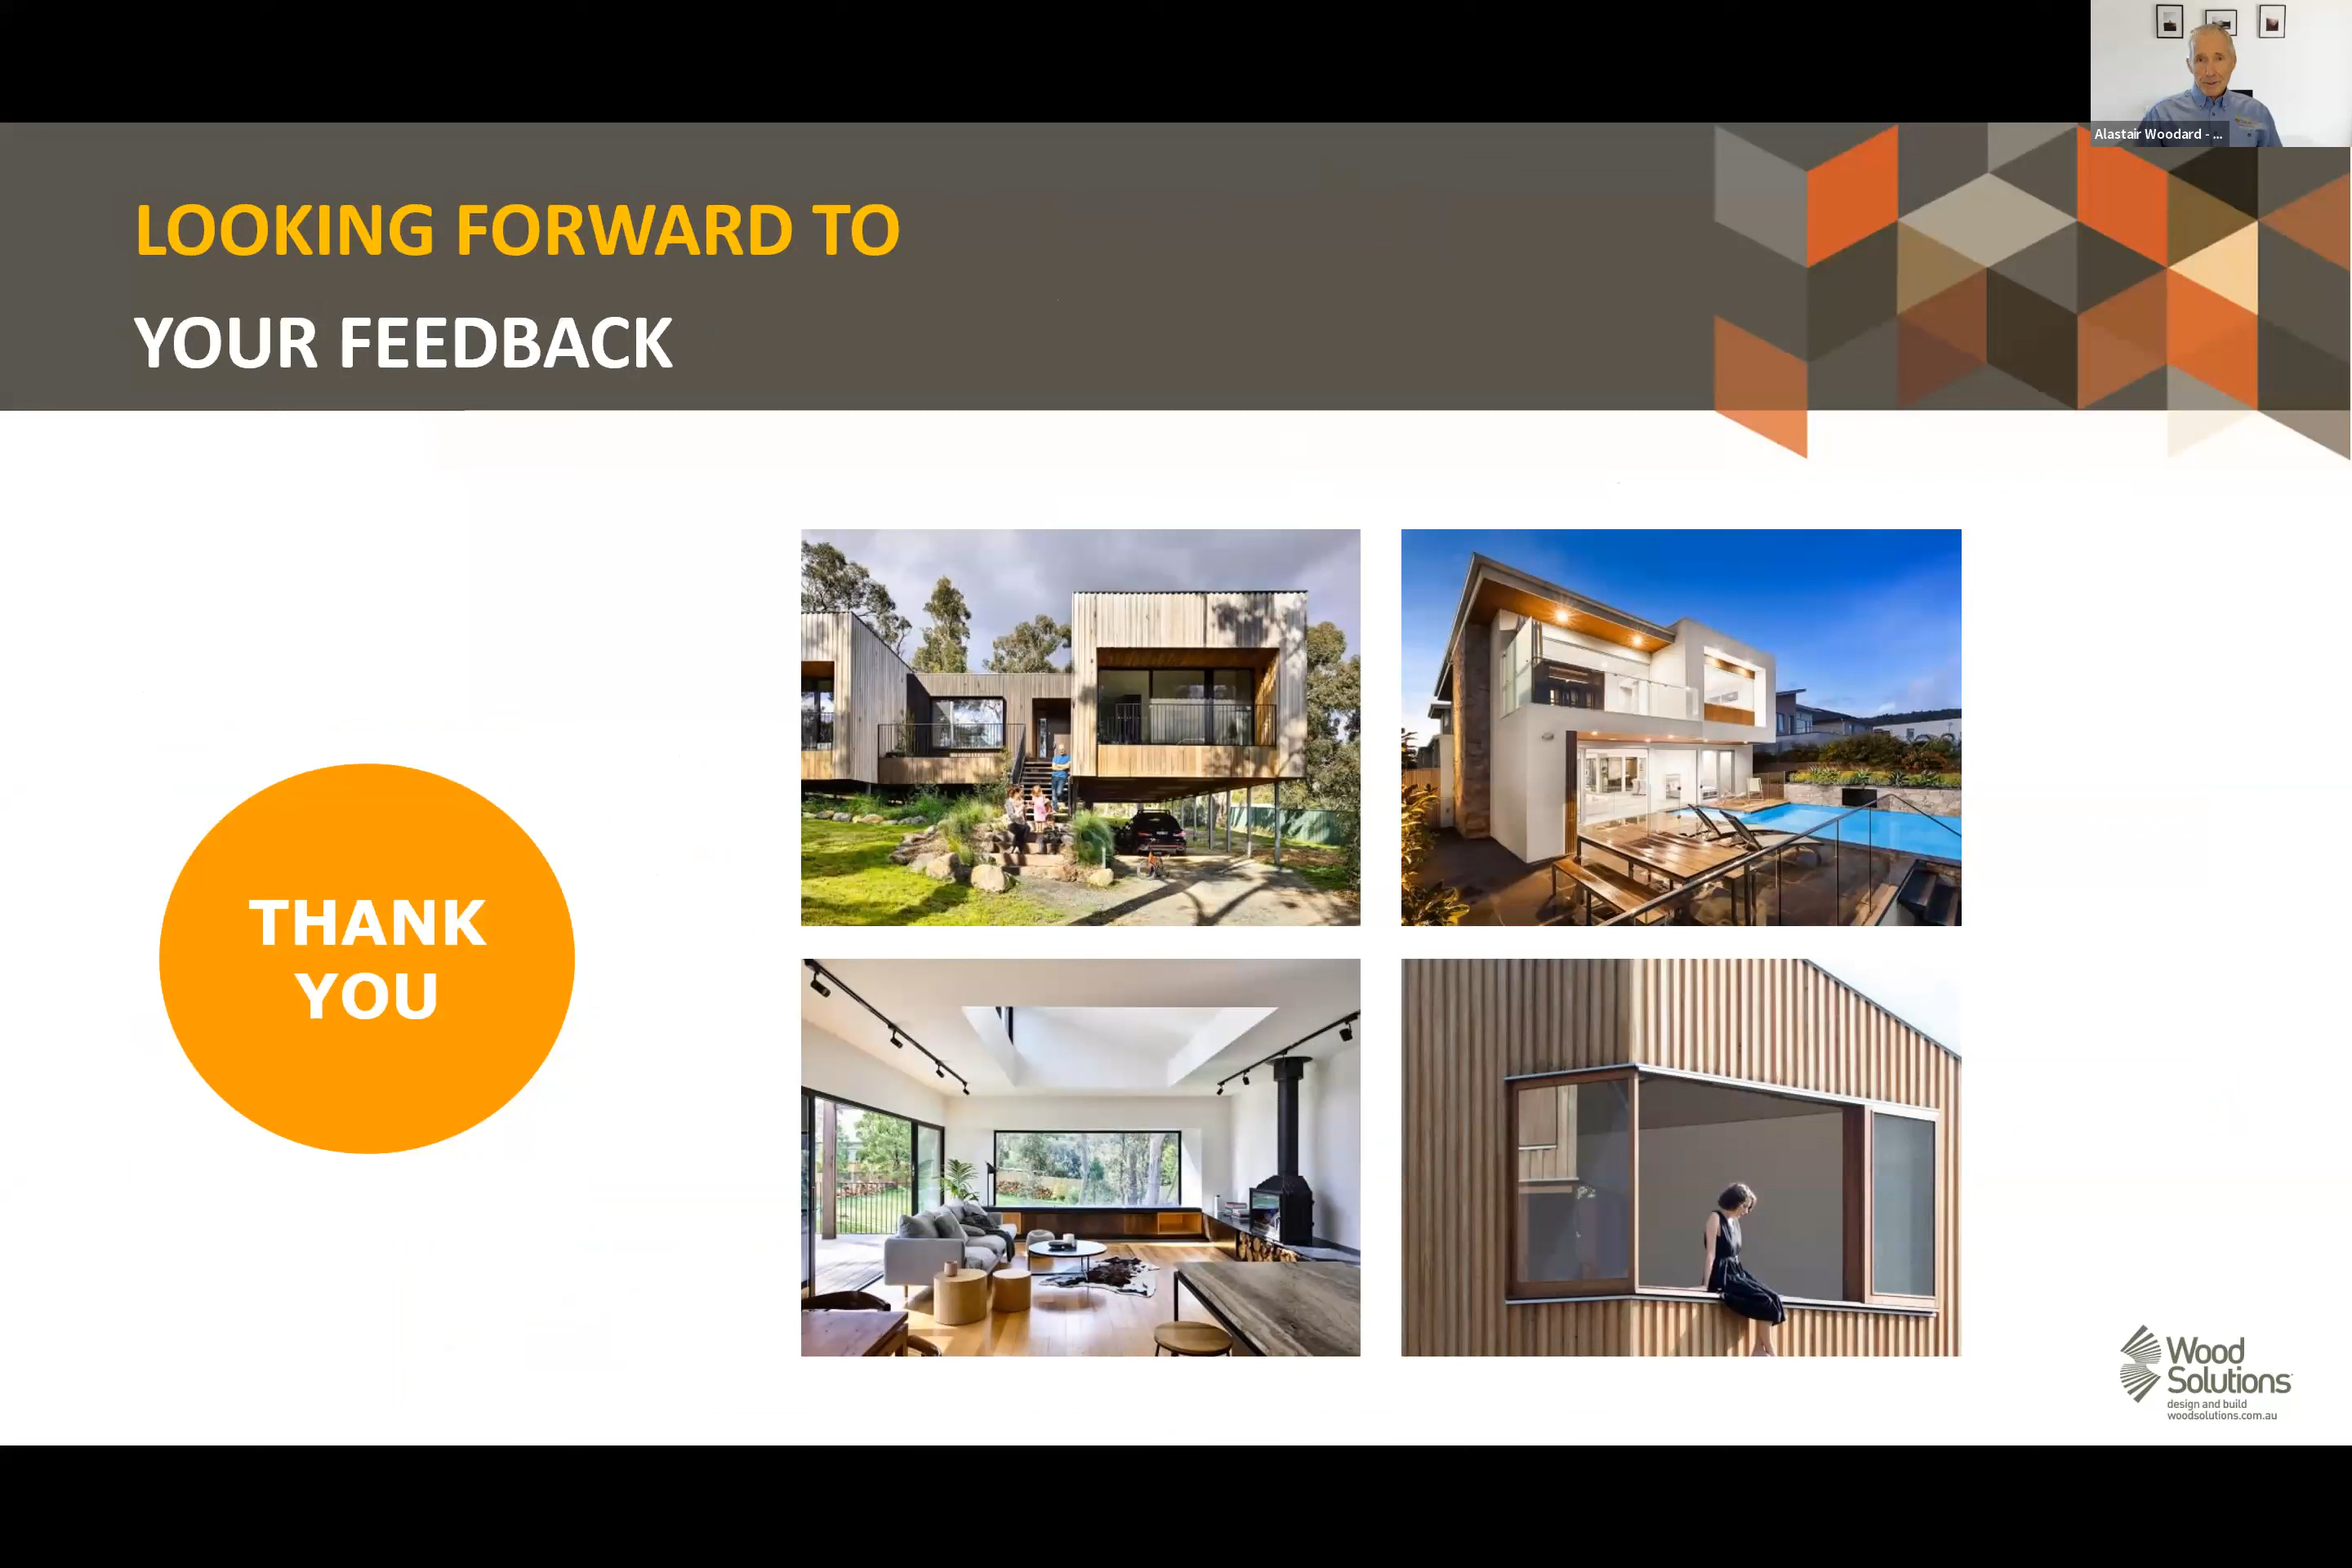 Alastair Woodard - ...
LOOKING FORWARD TO
YOUR FEEDBACK
THANK
YOU
Wood
Solutions
design and build
woodsolutions.com.au